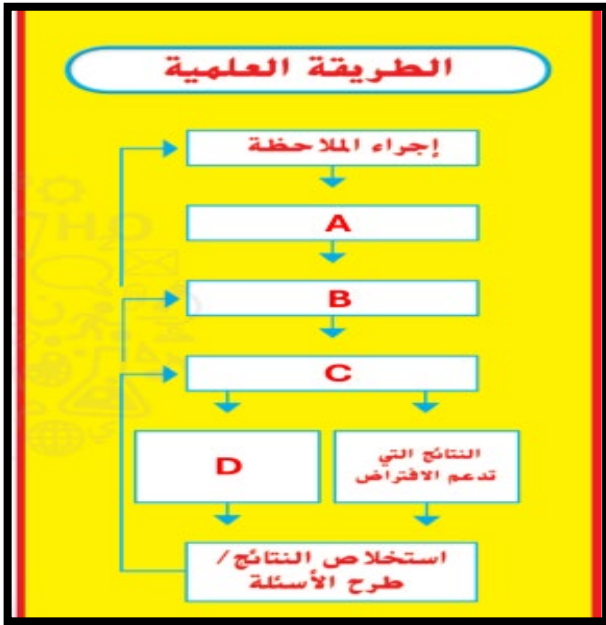 الطريقة العلمية
إجراء الملاحظة
A
B
C
النتائج التي
تدعم الافتراض
D
استخلاص النتائج/
طرح الأسئلة